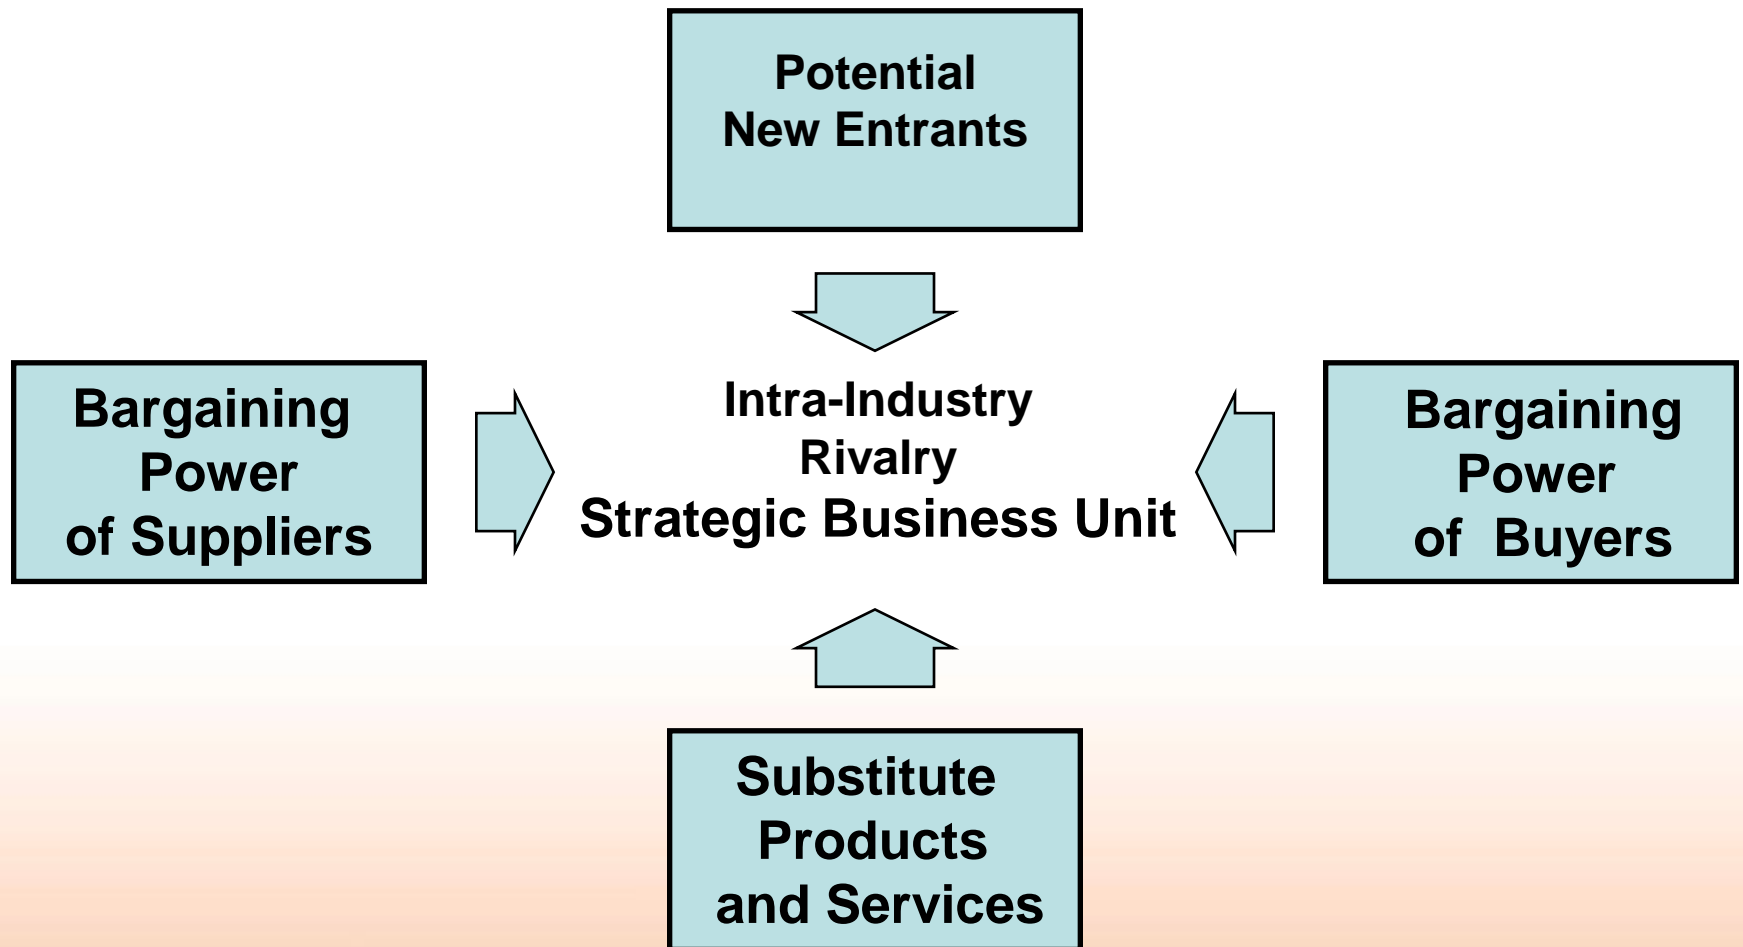 Potential
New Entrants
Bargaining
Power
of Suppliers
Intra-Industry
Rivalry
Strategic Business Unit
Bargaining
Power
of Buyers
Substitute
Products
and Services